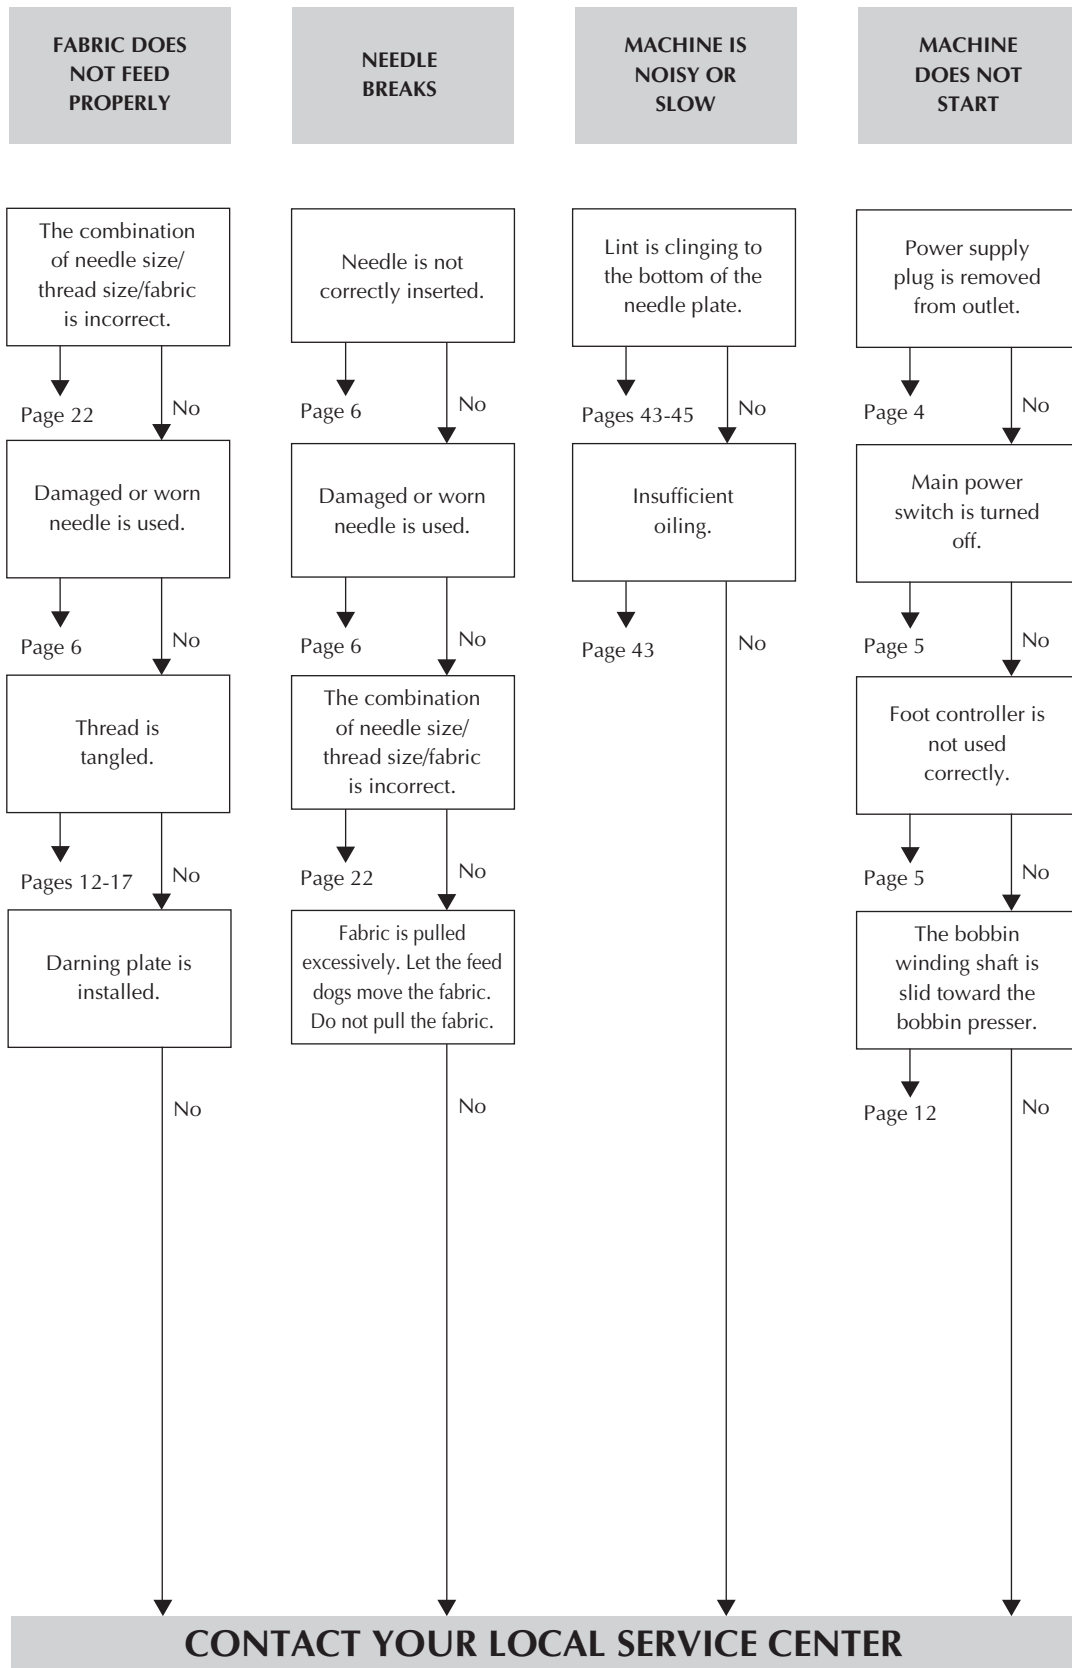 FABRIC DOES
NOT FEED
PROPERLY
The combination
of needle size/
thread size/fabric
is incorrect.
Page 22
No
Damaged or worn
needle is used.
Page 6
No
Thread is
tangled.
Pages 12-17
No
Darning plate is
installed.
No
NEEDLE
BREAKS
Needle is not
correctly inserted.
Page 6
No
Damaged or worn
needle is used.
Page 6
No
The combination
of needle size/
thread size/fabric
is incorrect.
Page 22
No
Fabric is pulled
excessively. Let the feed
dogs move the fabric.
Do not pull the fabric.
No
MACHINE IS
NOISY OR
SLOW
Lint is clinging to
the bottom of the
needle plate.
Pages 43-45
No
Insufficient
oiling.
Page 43
No
MACHINE
DOES NOT
START
Power supply
plug is removed
from outlet.
Page 4
No
Main power
switch is turned
off.
Page 5
No
Foot controller is
not used
correctly.
Page 5
No
The bobbin
winding shaft is
slid toward the
bobbin presser.
Page 12
No
CONTACT YOUR LOCAL SERVICE CENTER